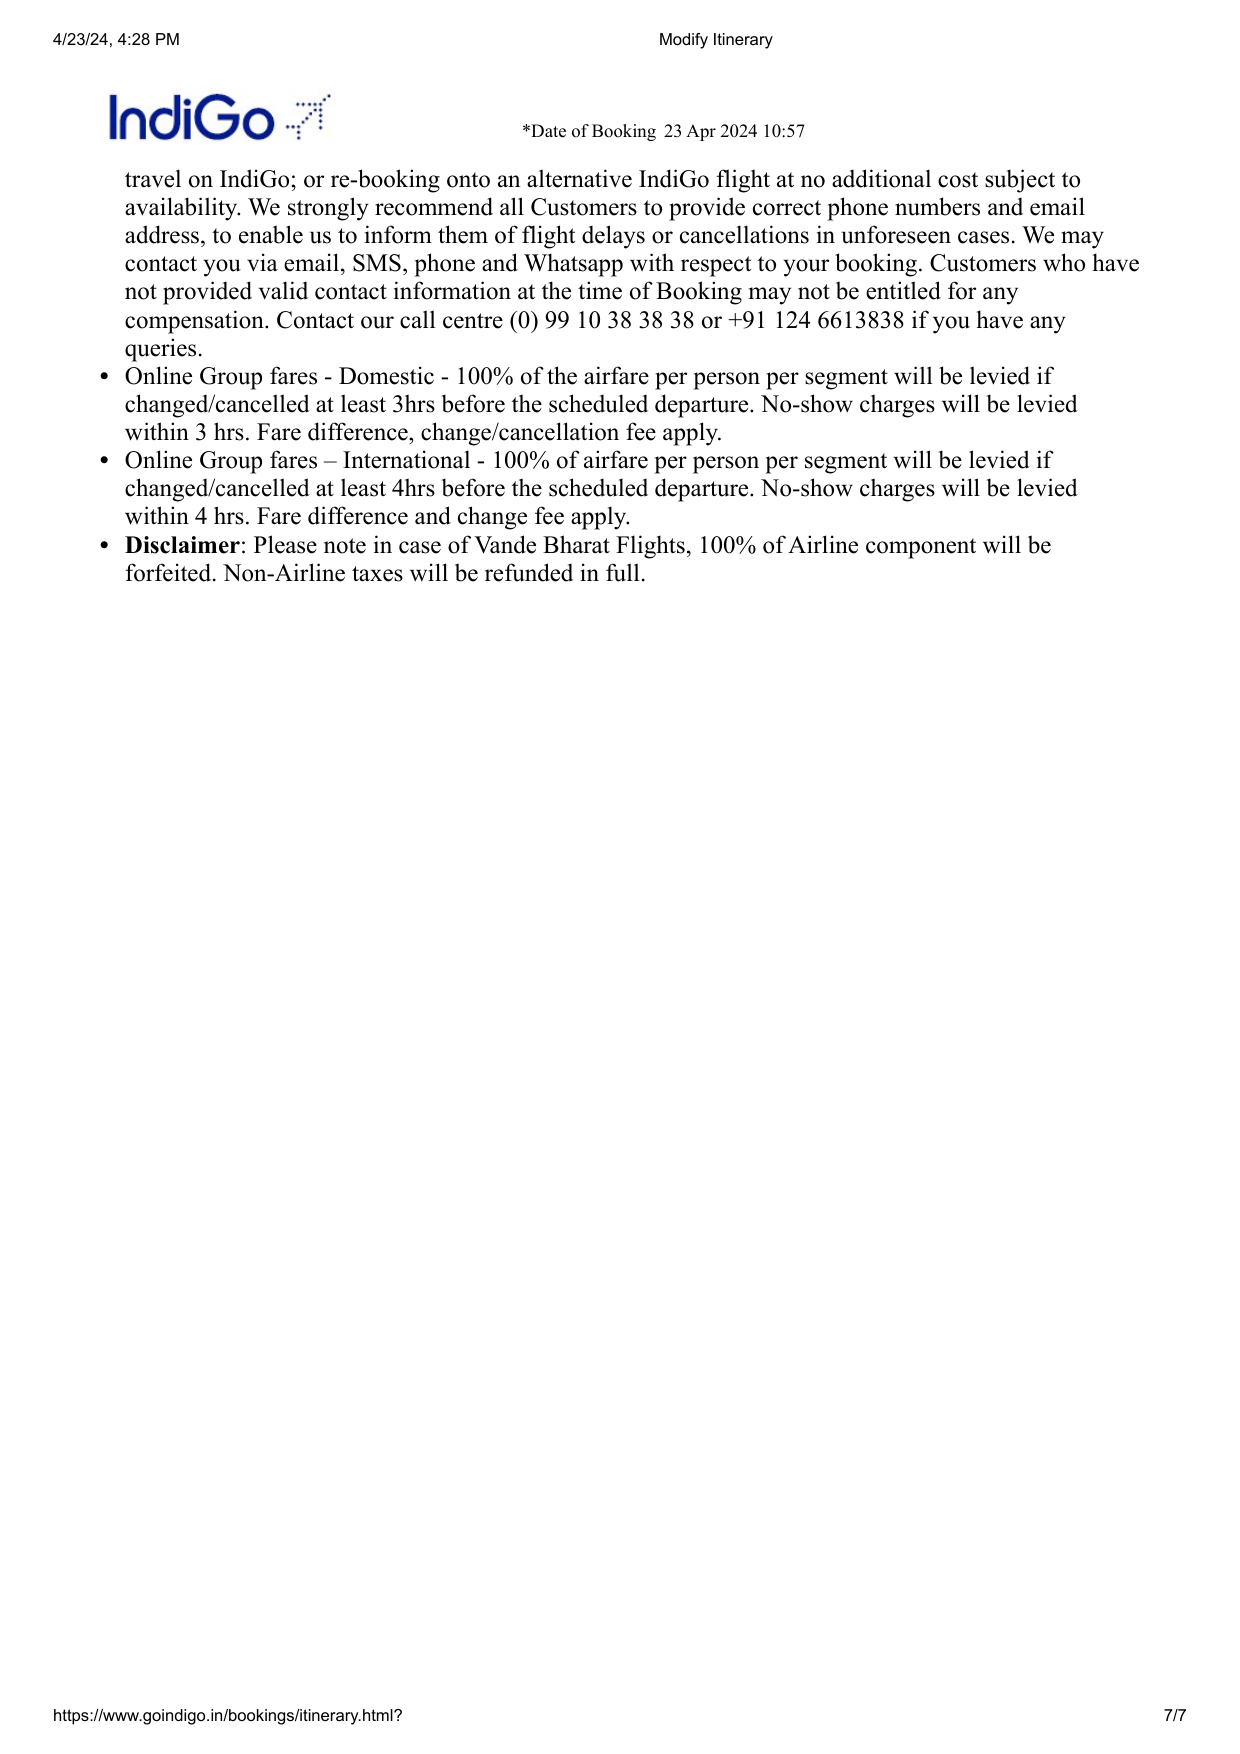 4/23/24, 4:28 PM Modify Itinerary
IndiGo
*Date of Booking 23 Apr 2024 10:57
travel on IndiGo; or re-booking onto an alternative IndiGo flight at no additional cost subject to
availability. We strongly recommend all Customers to provide correct phone numbers and email
address, to enable us to inform them of flight delays or cancellations in unforeseen cases. We may
contact you via email, SMS, phone and Whatsapp with respect to your booking. Customers who have
not provided valid contact information at the time of Booking may not be entitled for any
compensation. Contact our call centre (0) 99 10 38 38 38 or +91 124 6613838 if you have any
queries.
• Online Group fares - Domestic - 100% of the airfare per person per segment will be levied if
changed/cancelled at least 3hrs before the scheduled departure. No-show charges will be levied
within 3 hrs. Fare difference, change/cancellation fee apply.
• Online Group fares – International - 100% of airfare per person per segment will be levied if
changed/cancelled at least 4hrs before the scheduled departure. No-show charges will be levied
within 4 hrs. Fare difference and change fee apply.
• Disclaimer: Please note in case of Vande Bharat Flights, 100% of Airline component will be
forfeited. Non-Airline taxes will be refunded in full.
https://www.goindigo.in/bookings/itinerary.html? 7/7